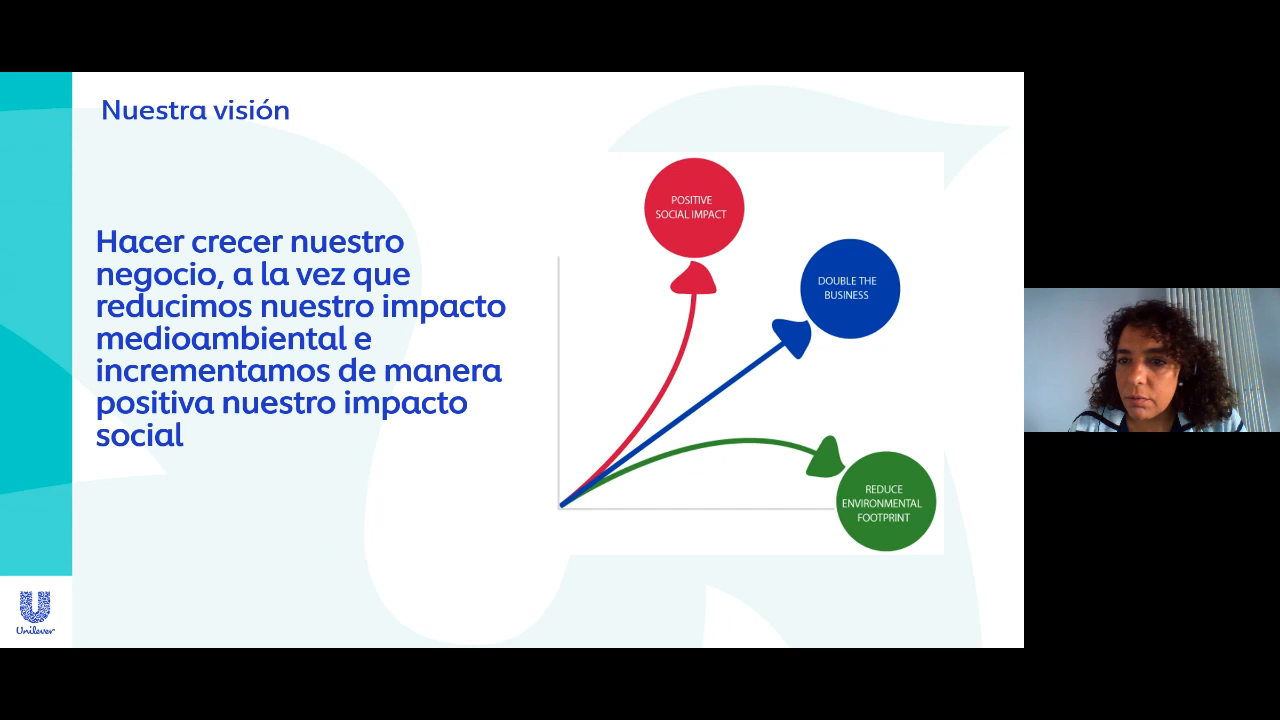 Nuestra visión
Hacer crecer nuestro
negocio, a la vez que
reducimos nuestro impacto
medioambiental e
incrementamos de manera
positiva nuestro impacto
social
POSITIVE
SOCIAL IMPACT
DOUBLE THE
BUSINESS
REDUCE
ENVIRONMENTAL
FOOTPRINT
Unilever